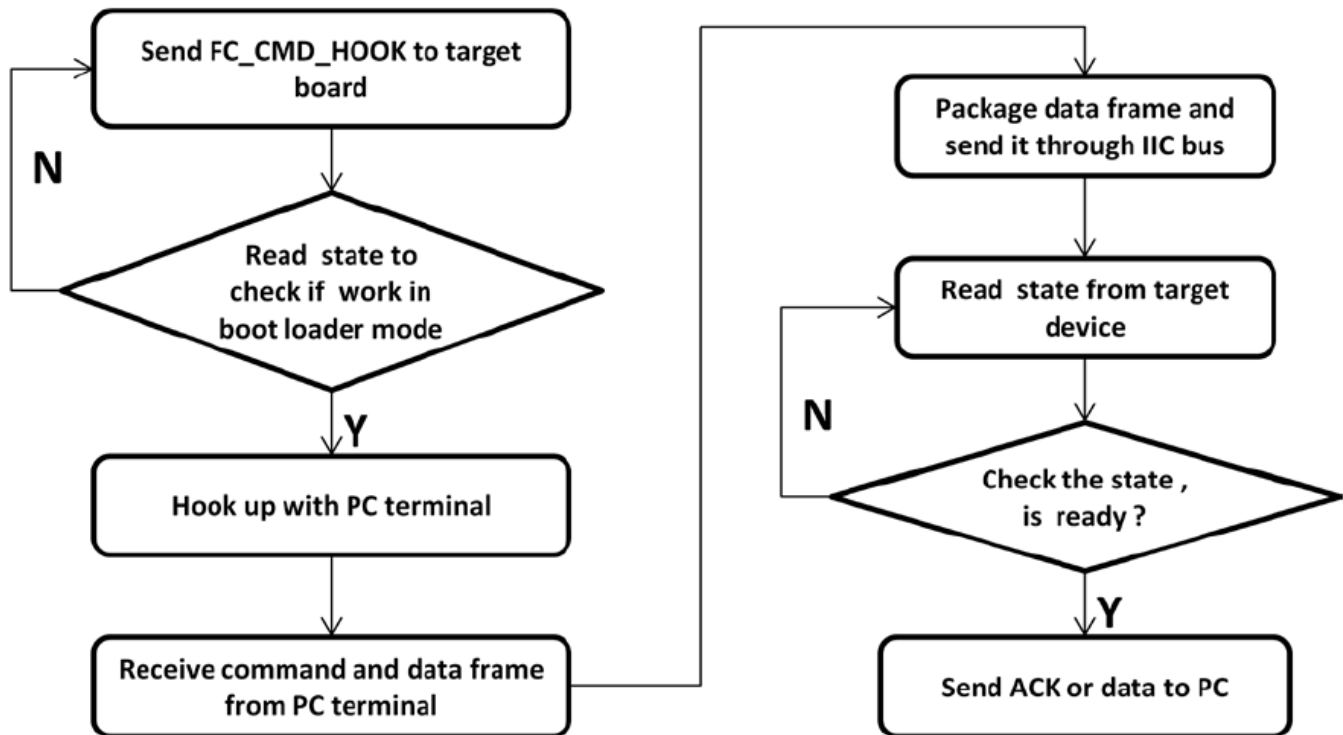 Send FC_CMD_HOOK to target
board
N
Read state to
check if work in
boot loader mode
Y
Hook up with PC terminal
Receive command and data frame
from PC terminal
Package data frame and
send it through IIC bus
Read state from target
device
N
Check the state ,
is ready ?
Y
Send ACK or data to PC